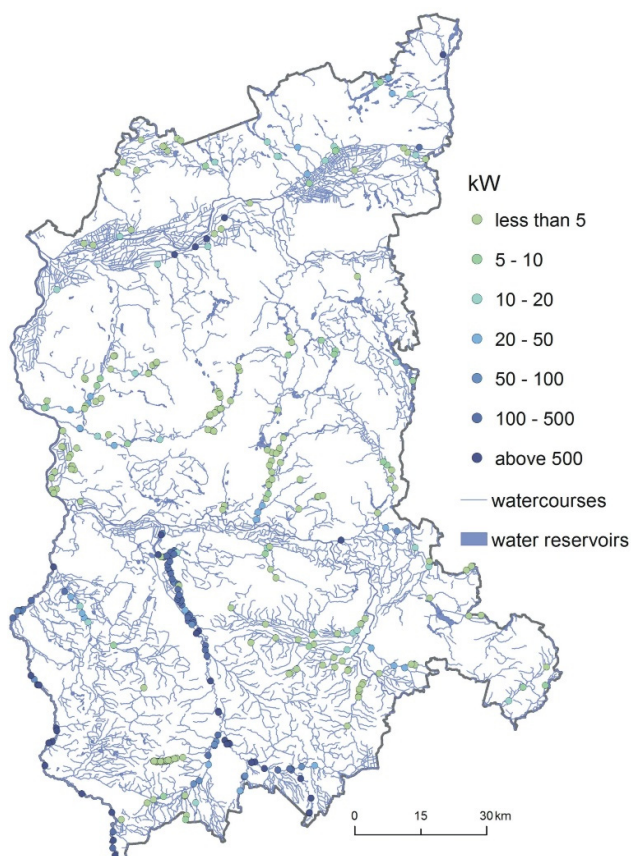 kW
less than 5
5 - 10
10 - 20
20 - 50
50 - 100
100 - 500
above 500
watercourses
water reservoirs
0 15 30 km